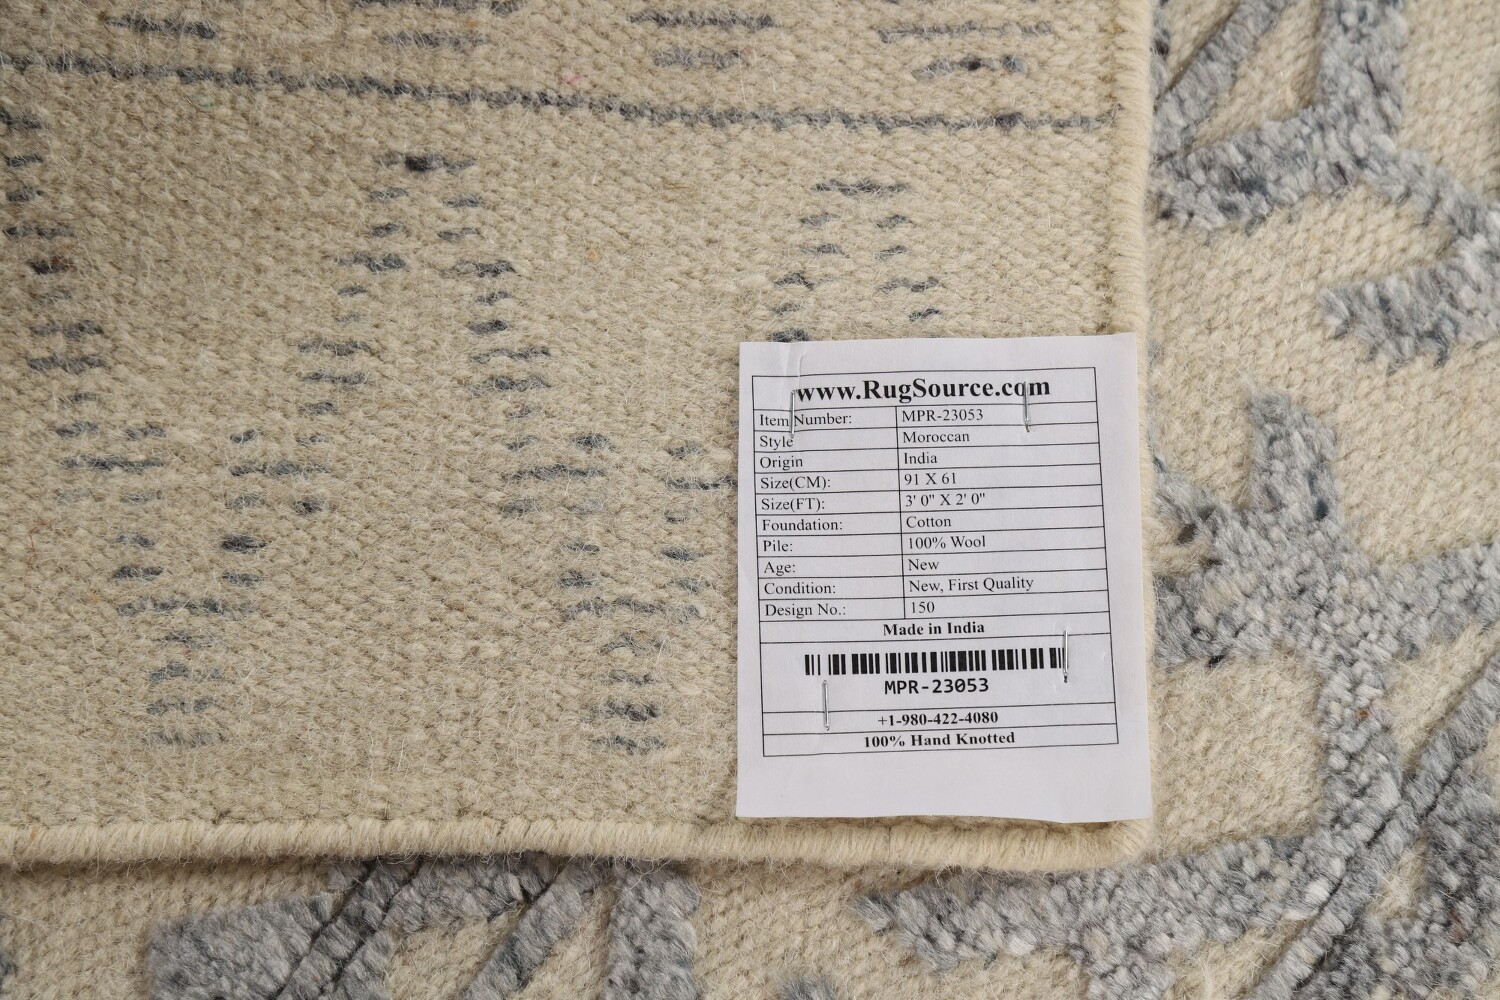 www.RugSource.com
Item Number: MPR-23053
Style Moroccan
Origin India
Size(CM): 91 X 61
Size(FT): 3' 0" X 2' 0"
Foundation: Cotton
Pile: 100% Wool
Age: New
Condition: New, First Quality
Design No.: 150
Made in India
MPR-23053
+1-980-422-4080
100% Hand Knotted